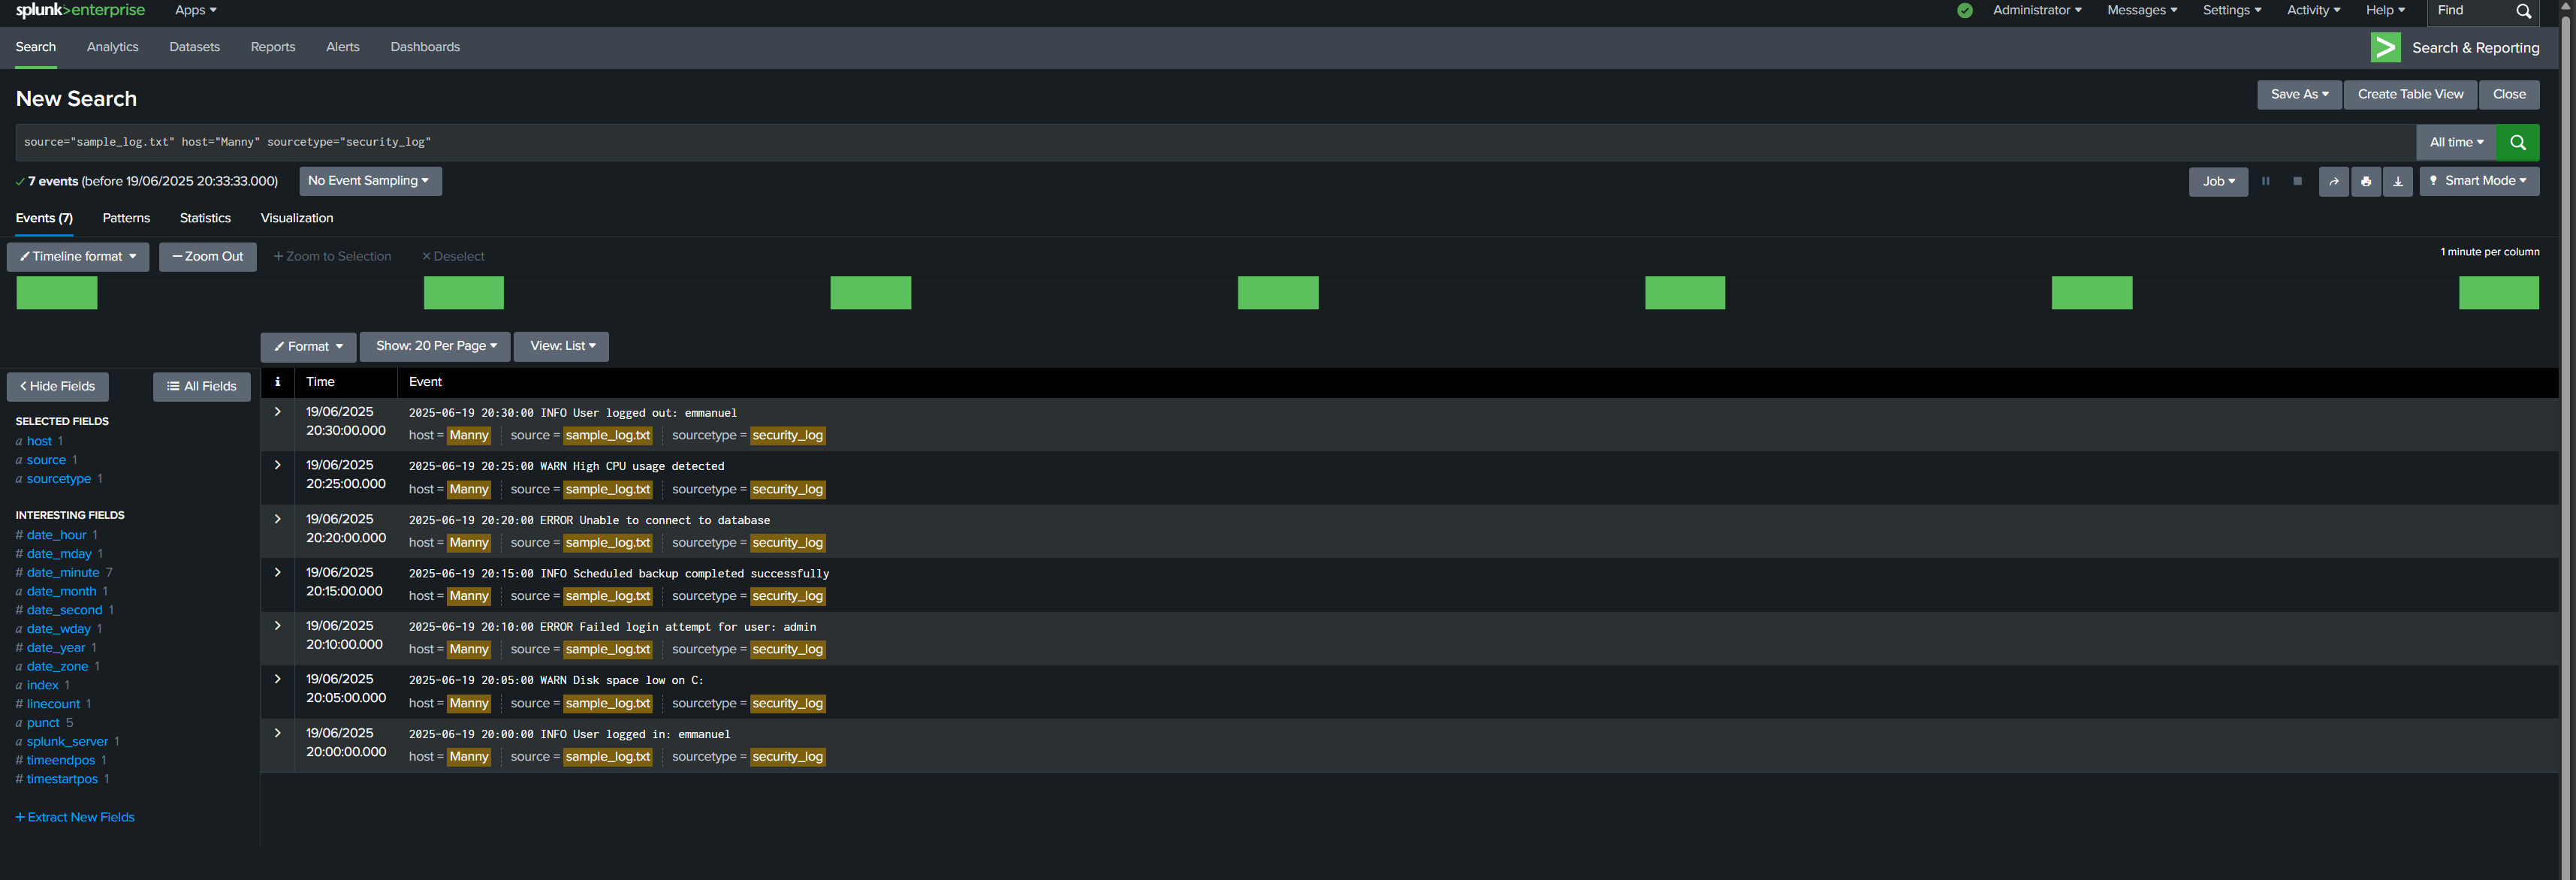 splunk>enterprise Apps Administrator Messages Settings Activity Help Find
Search Analytics Datasets Reports Alerts Dashboards Search & Reporting
New Search Save As Create Table View Close
source="sample_log.txt" host="Manny" sourcetype="security_log" All time
7 events (before 19/06/2025 20:33:33.000) No Event Sampling Job Smart Mode
Events (7) Patterns Statistics Visualization
Timeline format Zoom Out + Zoom to Selection × Deselect 1 minute per column
Format Show: 20 Per Page View: List
< Hide Fields All Fields
SELECTED FIELDS
a host 1
a source 1
a sourcetype 1
INTERESTING FIELDS
# date_hour 1
# date_mday 1
# date_minute 7
a date_month 1
# date_second 1
a date_wday 1
# date_year 1
a date_zone 1
a index 1
# linecount 1
a punct 5
a splunk_server 1
# timeendpos 1
# timestartpos 1
+ Extract New Fields
i Time Event
19/06/2025
20:30:00.000
2025-06-19 20:30:00 INFO User logged out: emmanuel
host = Manny source = sample_log.txt sourcetype = security_log
19/06/2025
20:25:00.000
2025-06-19 20:25:00 WARN High CPU usage detected
host = Manny source = sample_log.txt sourcetype = security_log
19/06/2025
20:20:00.000
2025-06-19 20:20:00 ERROR Unable to connect to database
host = Manny source = sample_log.txt sourcetype = security_log
19/06/2025
20:15:00.000
2025-06-19 20:15:00 INFO Scheduled backup completed successfully
host = Manny source = sample_log.txt sourcetype = security_log
19/06/2025
20:10:00.000
2025-06-19 20:10:00 ERROR Failed login attempt for user: admin
host = Manny source = sample_log.txt sourcetype = security_log
19/06/2025
20:05:00.000
2025-06-19 20:05:00 WARN Disk space low on C:
host = Manny source = sample_log.txt sourcetype = security_log
19/06/2025
20:00:00.000
2025-06-19 20:00:00 INFO User logged in: emmanuel
host = Manny source = sample_log.txt sourcetype = security_log